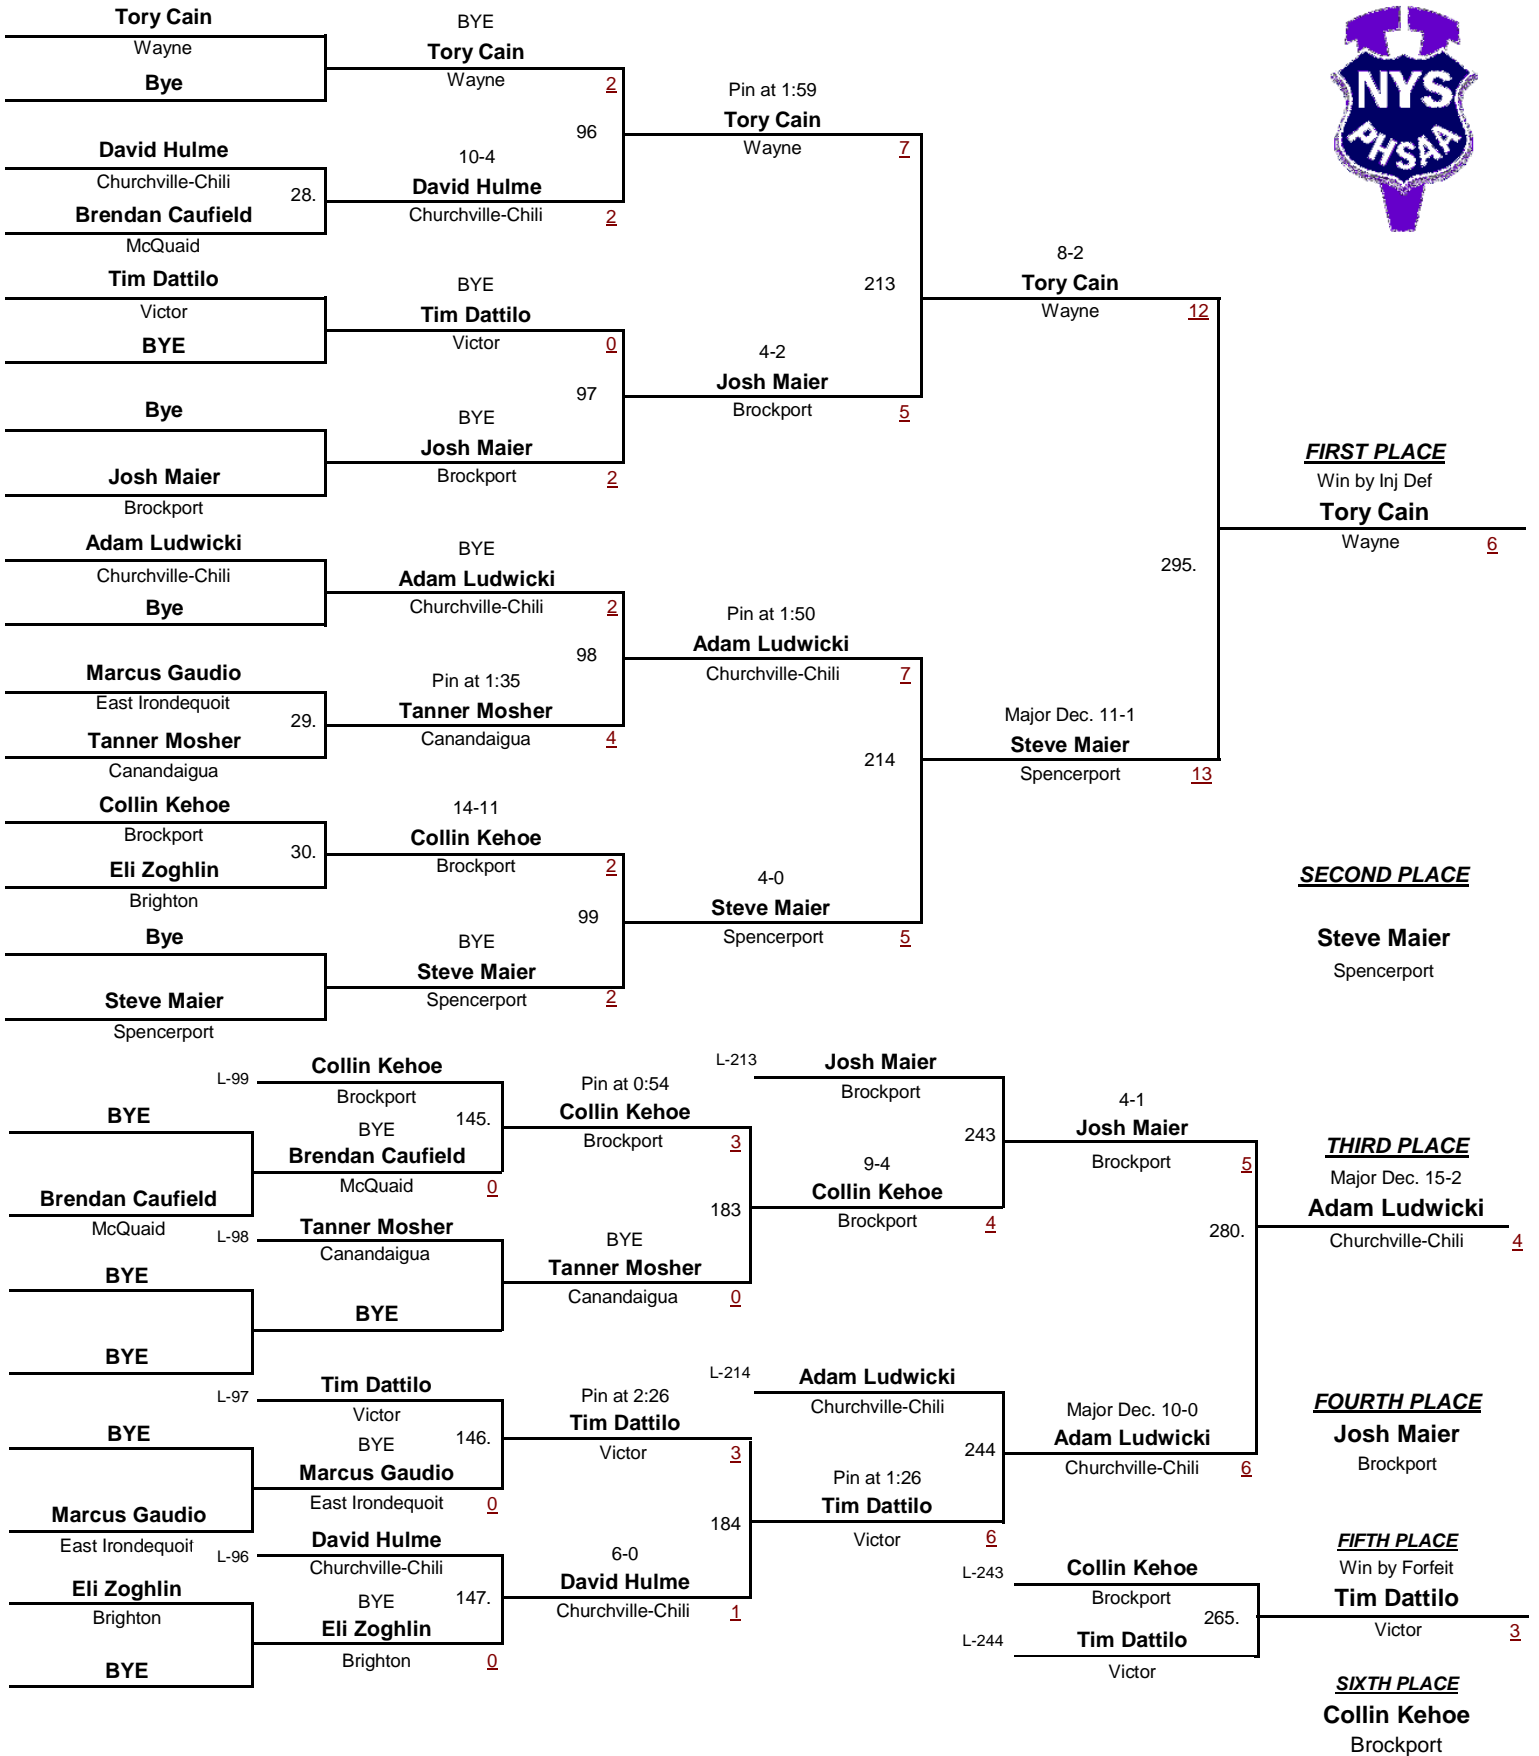 Tory Cain
Wayne
Bye
David Hulme
Churchville-Chili
28.
Brendan Caufield
McQuaid
Tim Dattilo
Victor
BYE
Bye
Josh Maier
Brockport
Adam Ludwicki
Churchville-Chili
Bye
Marcus Gaudio
East Irondequoit
29.
Tanner Mosher
Canandaigua
Collin Kehoe
Brockport
30.
Eli Zoghlin
Brighton
Bye
Steve Maier
Spencerport
BYE
Tory Cain
Wayne 2
96
10-4
David Hulme
Churchville-Chili 2
BYE
Tim Dattilo
Victor 0
97
BYE
Josh Maier
Brockport 2
BYE
Adam Ludwicki
Churchville-Chili 2
98
Pin at 1:35
Tanner Mosher
Canandaigua 4
14-11
Collin Kehoe
Brockport 2
99
BYE
Steve Maier
Spencerport 2
Pin at 1:59
Tory Cain
Wayne 7
213
4-2
Josh Maier
Brockport 5
Pin at 1:50
Adam Ludwicki
Churchville-Chili 7
214
4-0
Steve Maier
Spencerport 5
8-2
Tory Cain
Wayne 12
295.
Major Dec. 11-1
Steve Maier
Spencerport 13
NYS
PHSAA
FIRST PLACE
Win by Inj Def
Tory Cain
Wayne 6
SECOND PLACE
Steve Maier
Spencerport
BYE
Brendan Caufield
McQuaid
BYE
BYE
BYE
Marcus Gaudio
East Irondequoit
Eli Zoghlin
Brighton
BYE
L-99
Collin Kehoe
Brockport
145.
BYE
Brendan Caufield
McQuaid 0
L-98
Tanner Mosher
Canandaigua
BYE
L-97
Tim Dattilo
Victor
146.
BYE
Marcus Gaudio
East Irondequoit 0
L-96
David Hulme
Churchville-Chili
147.
BYE
Eli Zoghlin
Brighton 0
Pin at 0:54
Collin Kehoe
Brockport 3
183
BYE
Tanner Mosher
Canandaigua 0
Pin at 2:26
Tim Dattilo
Victor 3
184
6-0
David Hulme
Churchville-Chili 1
L-213
Josh Maier
Brockport
243
9-4
Collin Kehoe
Brockport 4
L-214
Adam Ludwicki
Churchville-Chili
244
Pin at 1:26
Tim Dattilo
Victor 6
4-1
Josh Maier
Brockport 5
280.
Major Dec. 10-0
Adam Ludwicki
Churchville-Chili 6
L-243
Collin Kehoe
Brockport
265.
L-244
Tim Dattilo
Victor
THIRD PLACE
Major Dec. 15-2
Adam Ludwicki
Churchville-Chili 4
FOURTH PLACE
Josh Maier
Brockport
FIFTH PLACE
Win by Forfeit
Tim Dattilo
Victor 3
SIXTH PLACE
Collin Kehoe
Brockport